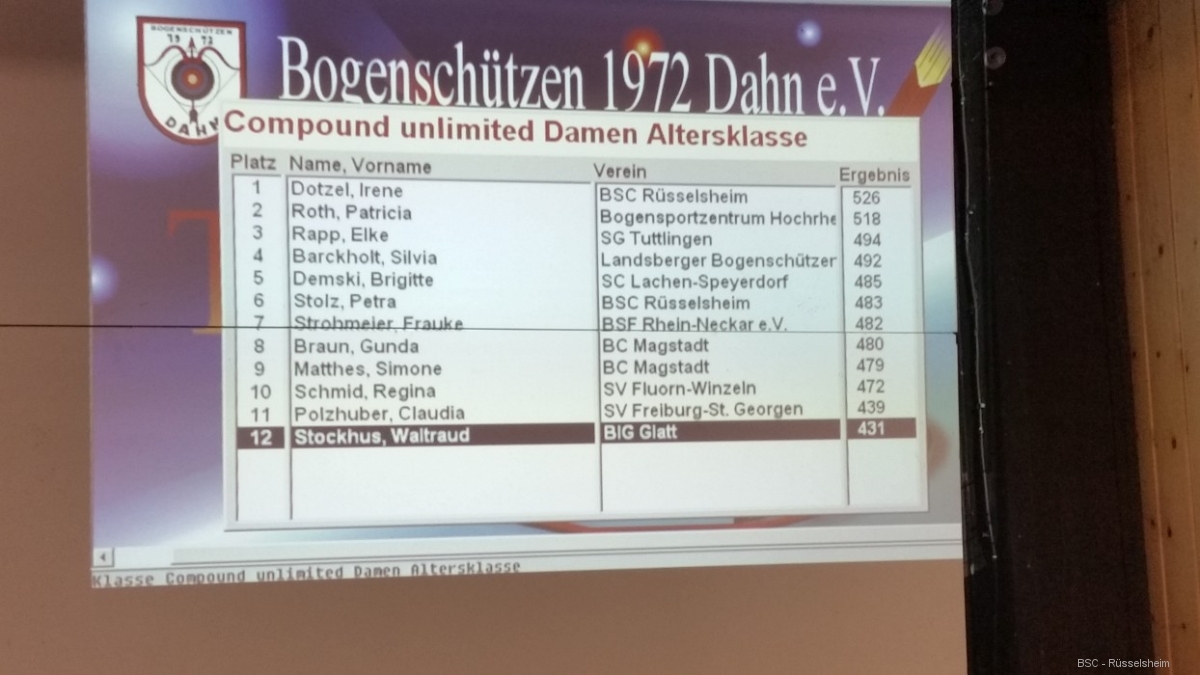 BOGENSCHÜTZEN
19 72
DAHN
Bogenschützen 1972 Dahn e.V.
Compound unlimited Damen Altersklasse
Platz Name, Vorname Verein Ergebnis
1 Dotzel, Irene BSC Rüsselsheim 526
2 Roth, Patricia Bogensportzentrum Hochrhe 518
3 Rapp, Elke SG Tuttlingen 494
4 Barckholt, Silvia Landsberger Bogenschützer 492
5 Demski, Brigitte SC Lachen-Speyerdorf 485
6 Stolz, Petra BSC Rüsselsheim 483
7 Strohmeier, Frauke BSF Rhein-Neckar e.V. 482
8 Braun, Gunda BC Magstadt 480
9 Matthes, Simone BC Magstadt 479
10 Schmid, Regina SV Fluorn-Winzeln 472
11 Polzhuber, Claudia SV Freiburg-St. Georgen 439
12 Stockhus, Waltraud BIG Glatt 431
Klasse Compound unlimited Damen Altersklasse
BSC - Rüsselsheim